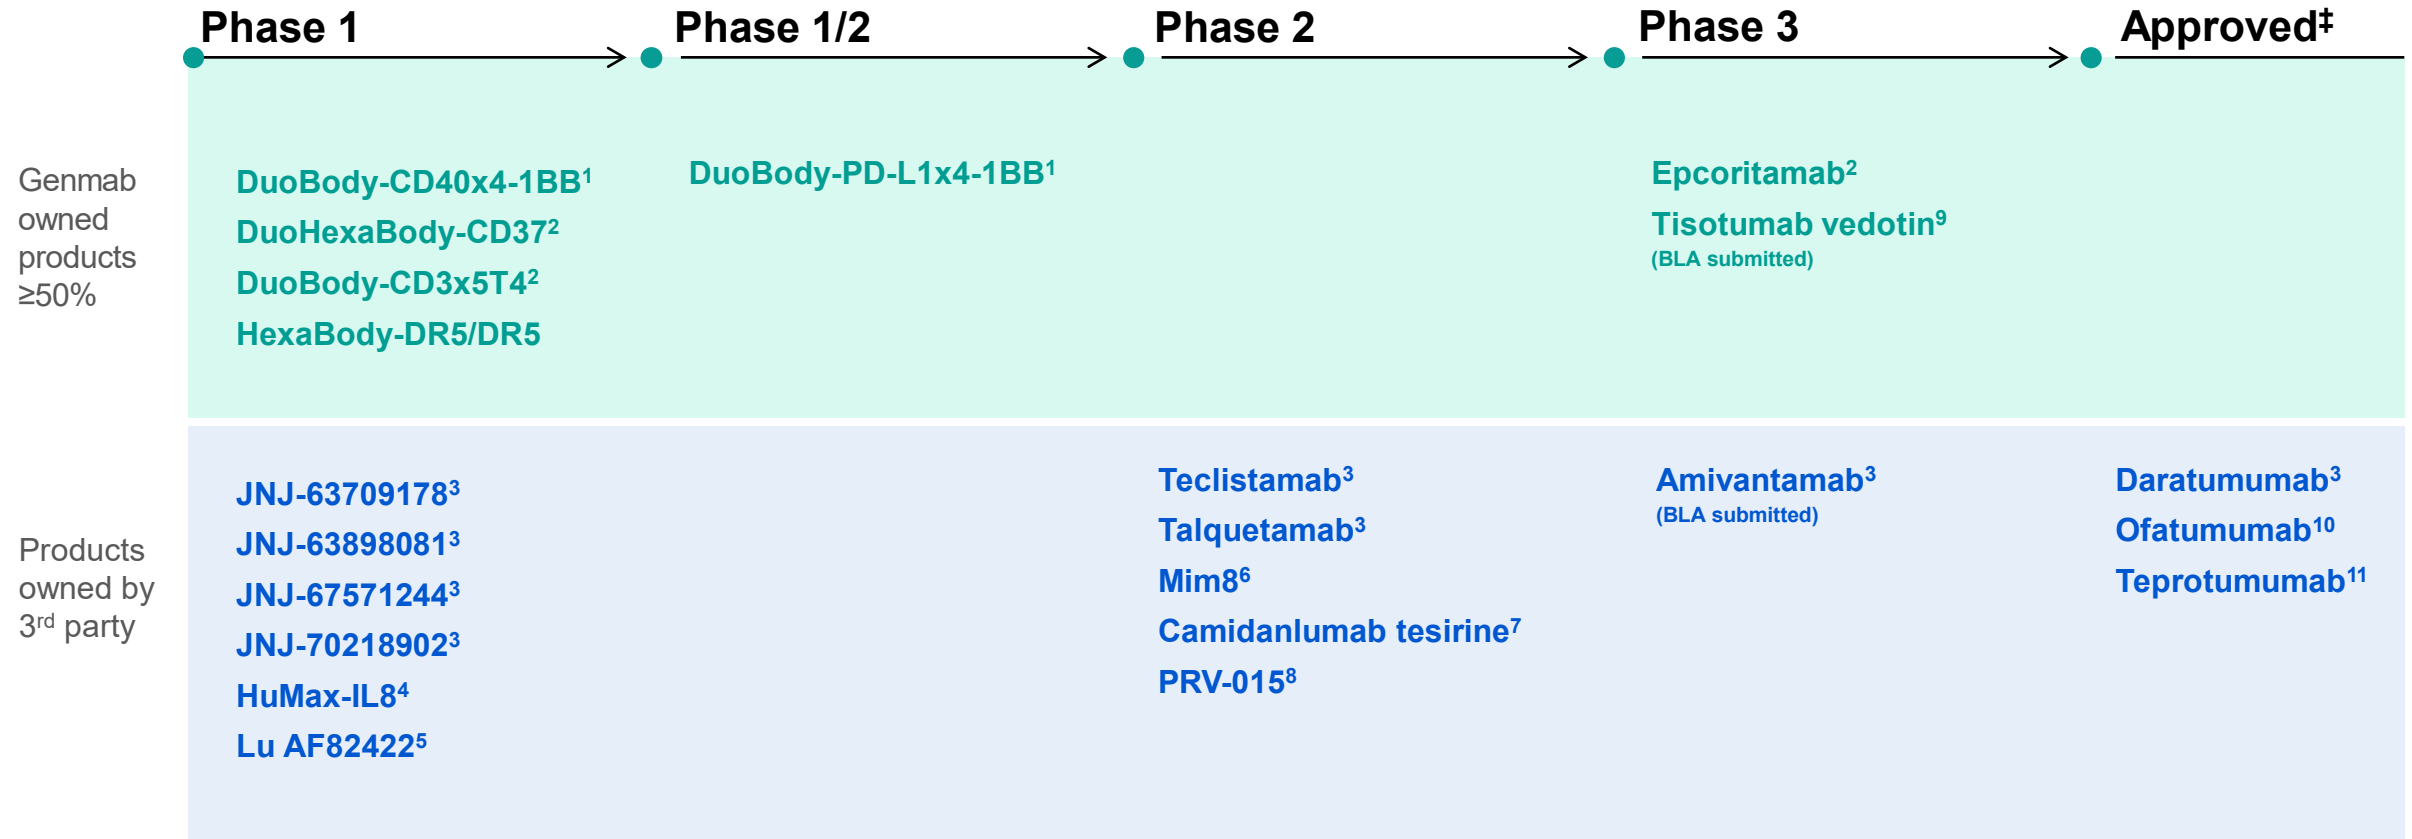 Phase 1
Phase 1/2
Phase 2
Phase 3
Approved‡
Genmab
owned
products
≥50%
DuoBody-CD40x4-1BB¹
DuoHexaBody-CD37²
DuoBody-CD3x5T4²
HexaBody-DR5/DR5
DuoBody-PD-L1x4-1BB¹
Epcoritamab²
Tisotumab vedotin⁹
(BLA submitted)
Products
owned by
3rd party
JNJ-63709178³
JNJ-63898081³
JNJ-67571244³
JNJ-70218902³
HuMax-IL8⁴
Lu AF82422⁵
Teclistamab³
Talquetamab³
Mim8⁶
Camidanlumab tesirine⁷
PRV-015⁸
Amivantamab³
(BLA submitted)
Daratumumab³
Ofatumumab¹⁰
Teprotumumab¹¹